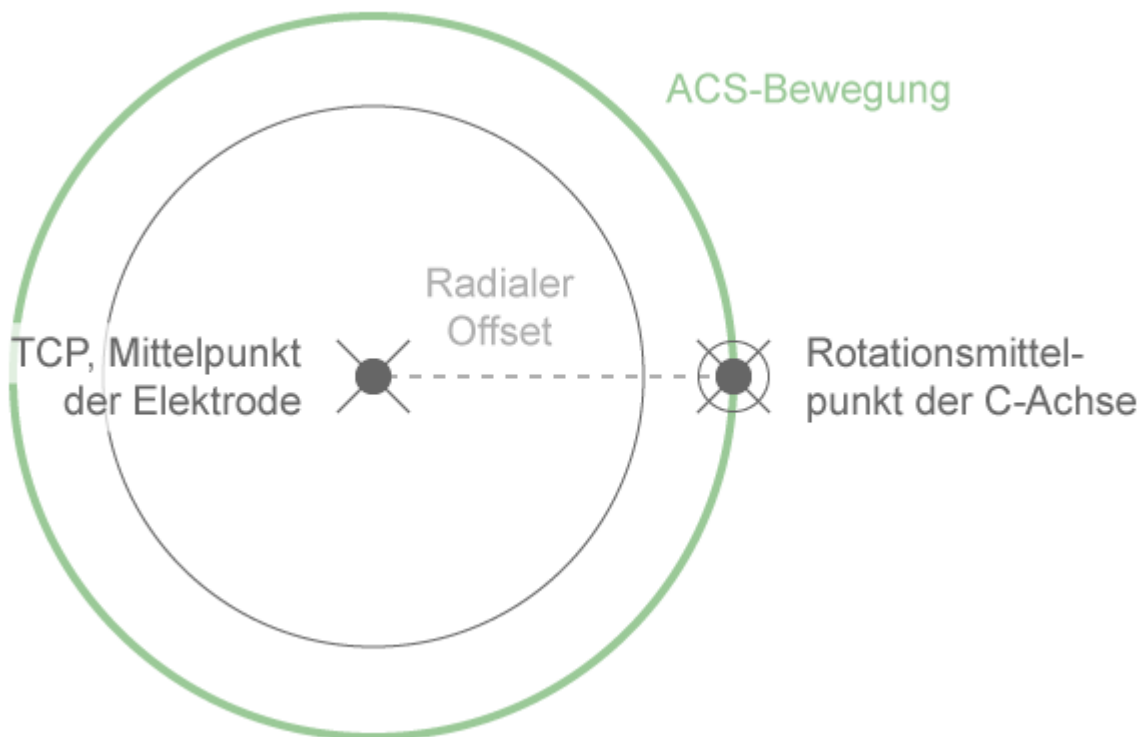 ACS-Bewegung
Radialer
Offset
TCP, Mittelpunkt
der Elektrode
Rotationsmittel-
punkt der C-Achse